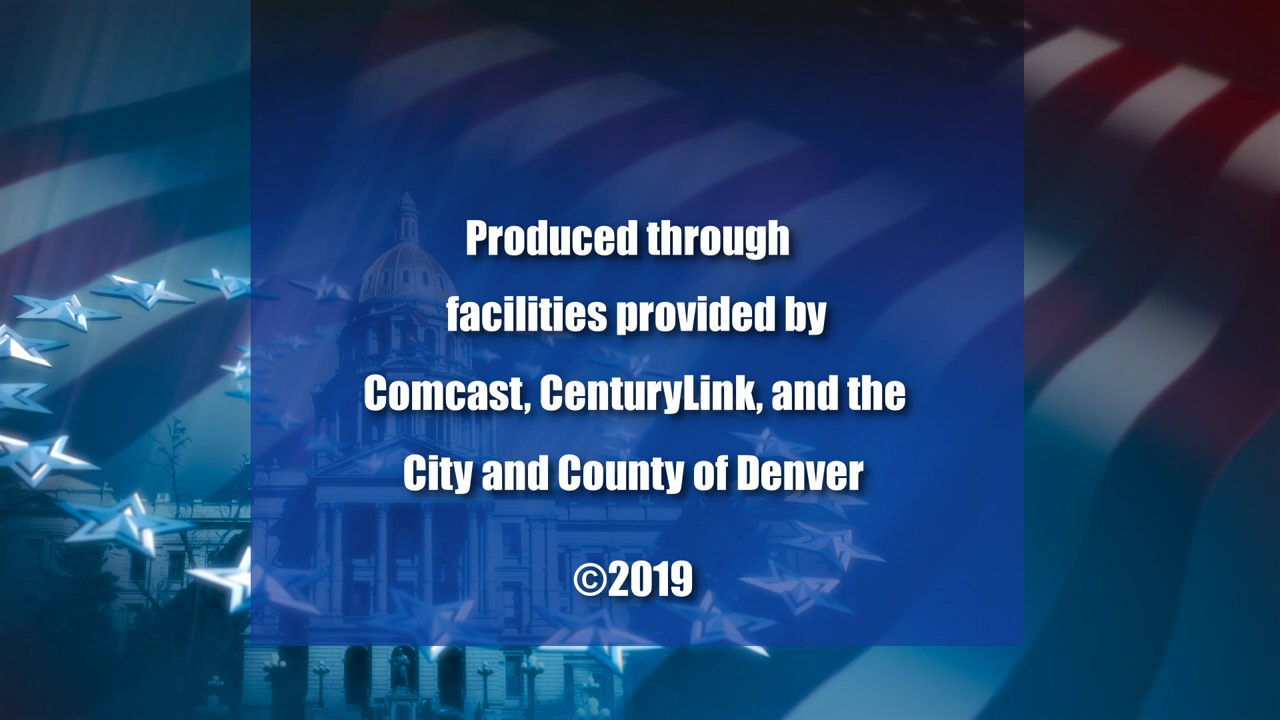 Produced through
facilities provided by
Comcast, CenturyLink, and the
City and County of Denver
©2019